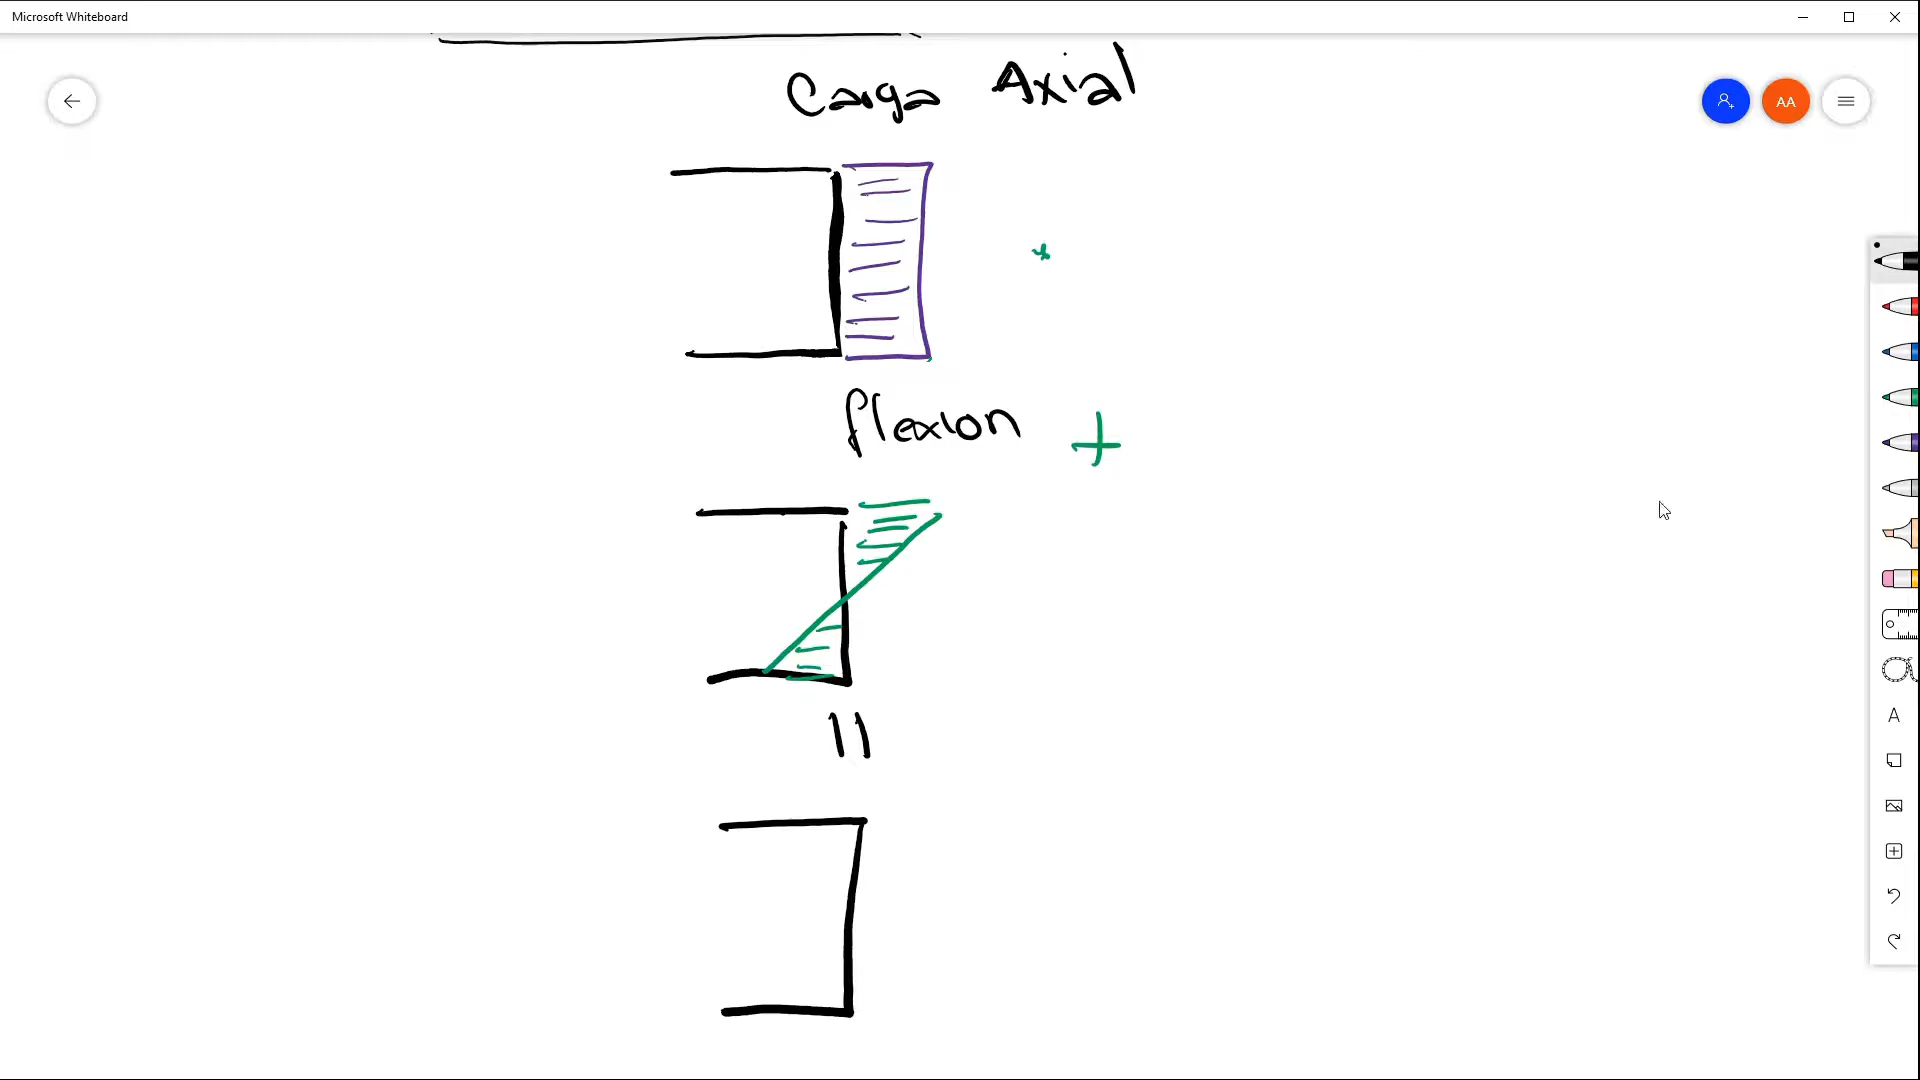 Microsoft Whiteboard
Carga Axial
AA
*
flexion +
=
A